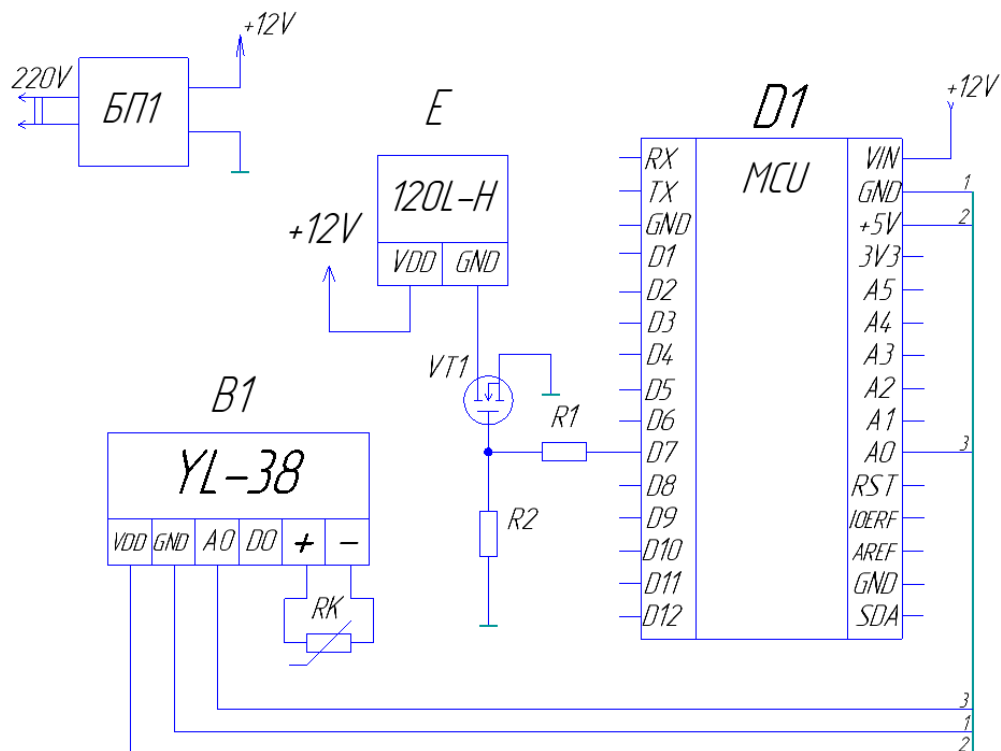 +12V
220V
БП1
E
120L-H
VDD GND
+12V
VT1
R1
R2
B1
YL-38
VDD GND A0 D0 + -
RK
D1
MCU
+12V
RX
TX
GND
D1
D2
D3
D4
D5
D6
D7
D8
D9
D10
D11
D12
VIN
GND 1
+5V 2
3V3
A5
A4
A3
A2
A1
A0 3
RST
IOERF
AREF
GND
SDA
3
1
2